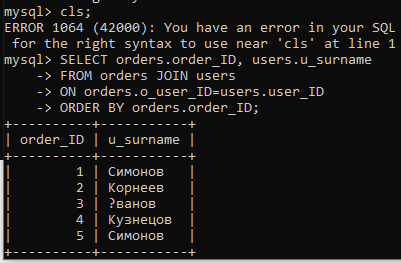 mysql> cls;
ERROR 1064 (42000): You have an error in your SQL
 for the right syntax to use near 'cls' at line 1
mysql> SELECT orders.order_ID, users.u_surname
    -> FROM orders JOIN users
    -> ON orders.o_user_ID=users.user_ID
    -> ORDER BY orders.order_ID;
+----------+-----------+
| order_ID | u_surname |
+----------+-----------+
|        1 | Симонов   |
|        2 | Корнеев   |
|        3 | ?ванов    |
|        4 | Кузнецов  |
|        5 | Симонов   |
+----------+-----------+